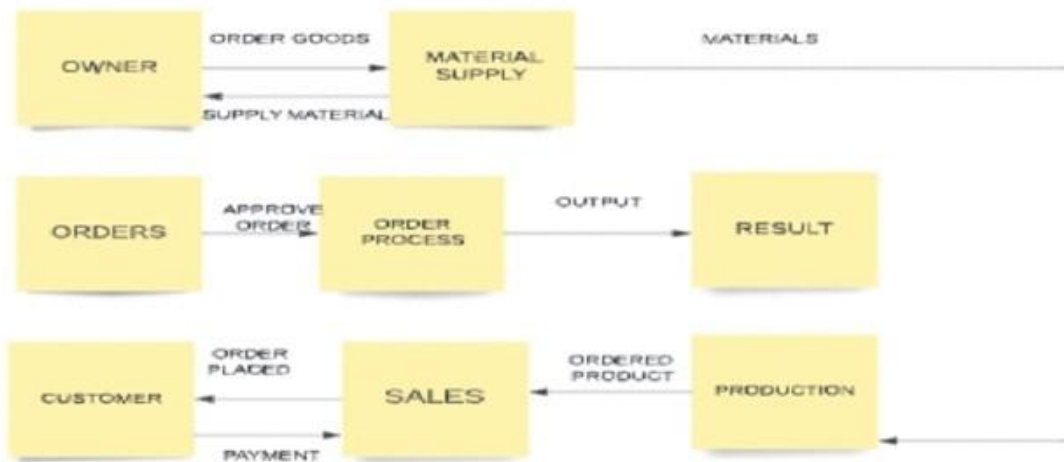 ORDER GOODS
MATERIALS
OWNER
MATERIAL
SUPPLY
SUPPLY MATERIAL
APPROVE
ORDER
OUTPUT
ORDERS
ORDER
PROCESS
RESULT
ORDER
PLACED
ORDERED
PRODUCT
CUSTOMER
SALES
PRODUCTION
PAYMENT